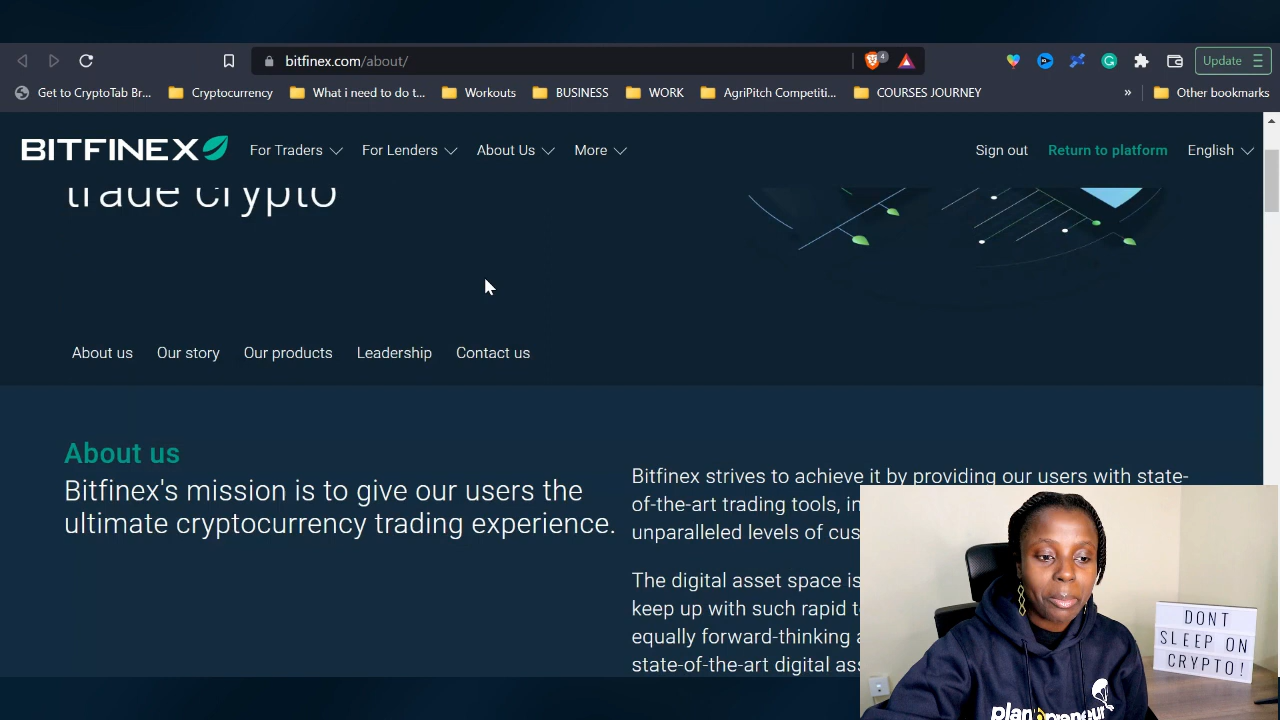 bitfinex.com/about/
4
Update
Get to CryptoTab Br...
Cryptocurrency
What i need to do t...
Workouts
BUSINESS
WORK
AgriPitch Competiti...
COURSES JOURNEY
»
Other bookmarks
BITFINEX
For Traders
For Lenders
About Us
More
Sign out
Return to platform
English
trade crypto
About us
Our story
Our products
Leadership
Contact us
About us
Bitfinex's mission is to give our users the
ultimate cryptocurrency trading experience.
Bitfinex strives to achieve it by providing our users with state-
of-the-art trading tools, in
unparalleled levels of cus
The digital asset space is
keep up with such rapid te
equally forward-thinking a
state-of-the-art digital ass
DONT
SLEEP ON
CRYPTO!